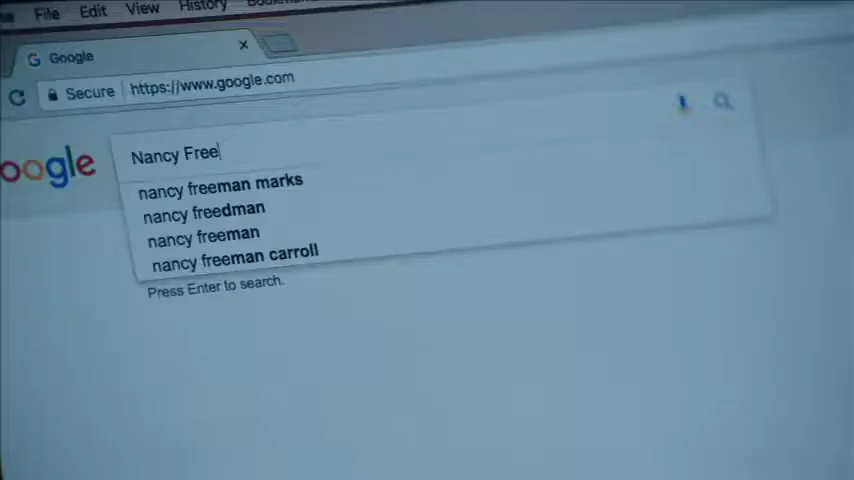 File Edit View History
Google
Secure https://www.google.com
oogle Nancy Free
nancy freeman marks
nancy freedman
nancy freeman
nancy freeman carroll
Press Enter to search.